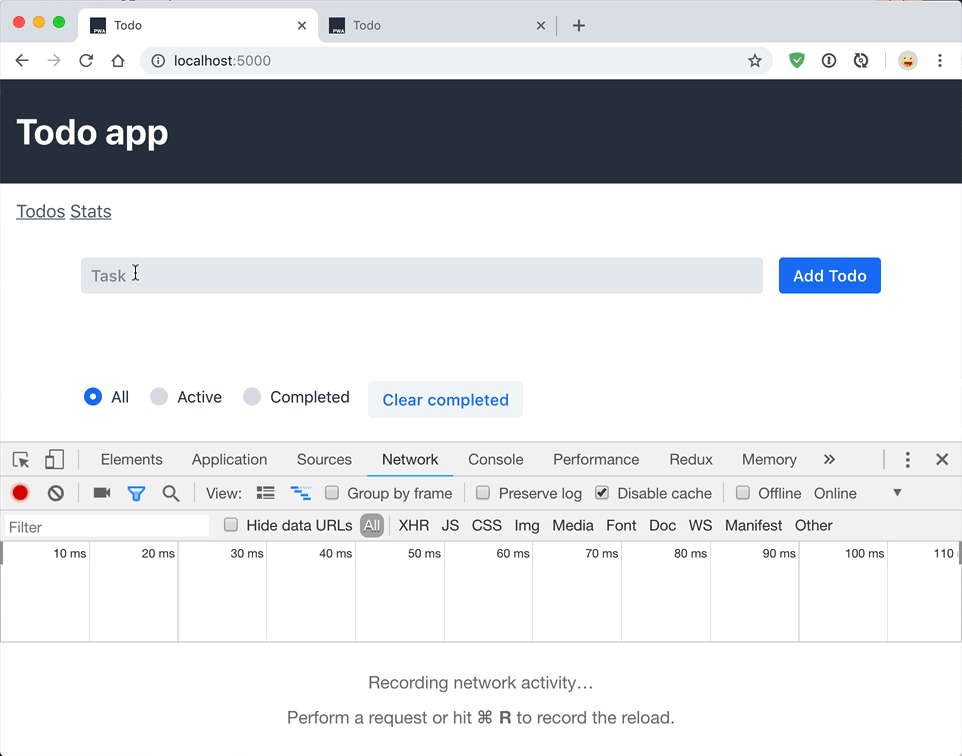 Todo Todo
localhost:5000
Todo app
Todos Stats
Task Add Todo
All Active Completed Clear completed
Elements Application Sources Network Console Performance Redux Memory
View: Group by frame Preserve log Disable cache Offline Online
Filter Hide data URLs All XHR JS CSS Img Media Font Doc WS Manifest Other
10 ms 20 ms 30 ms 40 ms 50 ms 60 ms 70 ms 80 ms 90 ms 100 ms 110
Recording network activity…
Perform a request or hit ⌘ R to record the reload.